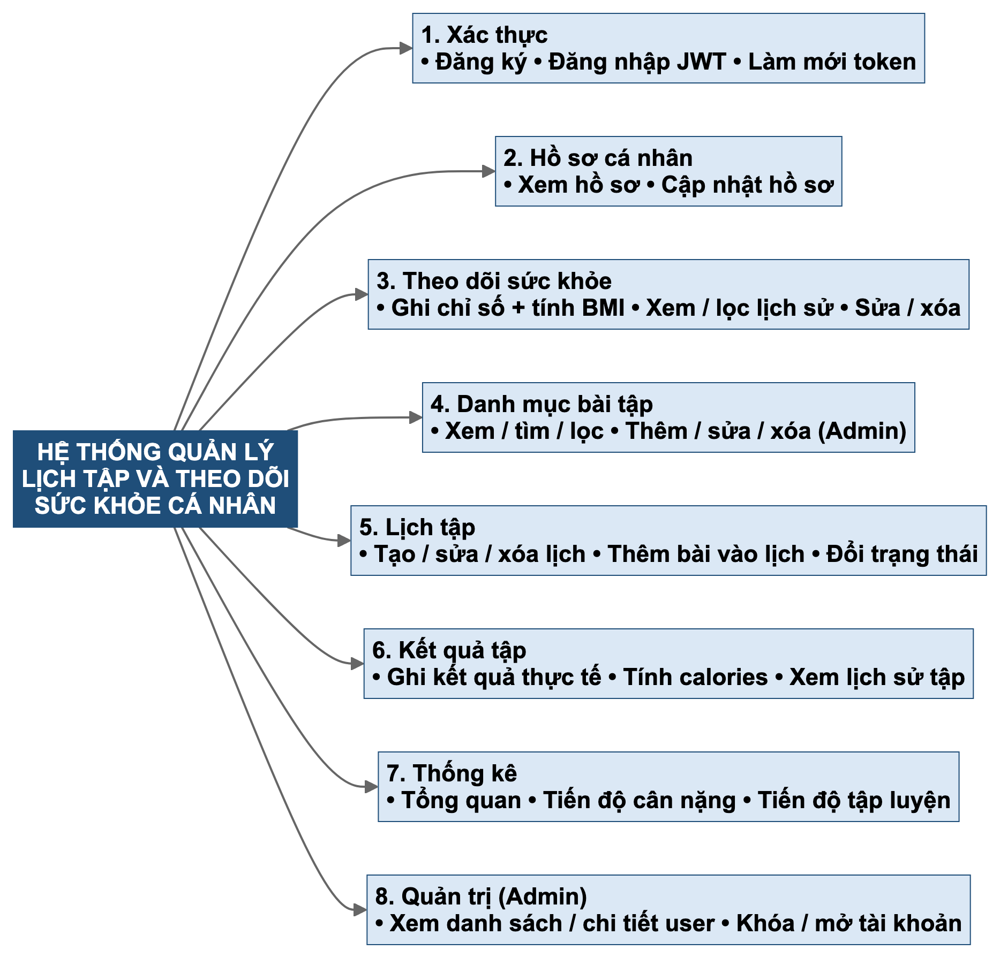 1. Xác thực
• Đăng ký • Đăng nhập JWT • Làm mới token
2. Hồ sơ cá nhân
• Xem hồ sơ • Cập nhật hồ sơ
3. Theo dõi sức khỏe
• Ghi chỉ số + tính BMI • Xem / lọc lịch sử • Sửa / xóa
4. Danh mục bài tập
• Xem / tìm / lọc • Thêm / sửa / xóa (Admin)
HỆ THỐNG QUẢN LÝ
LỊCH TẬP VÀ THEO DÕI
SỨC KHỎE CÁ NHÂN
5. Lịch tập
• Tạo / sửa / xóa lịch • Thêm bài vào lịch • Đổi trạng thái
6. Kết quả tập
• Ghi kết quả thực tế • Tính calories • Xem lịch sử tập
7. Thống kê
• Tổng quan • Tiến độ cân nặng • Tiến độ tập luyện
8. Quản trị (Admin)
• Xem danh sách / chi tiết user • Khóa / mở tài khoản